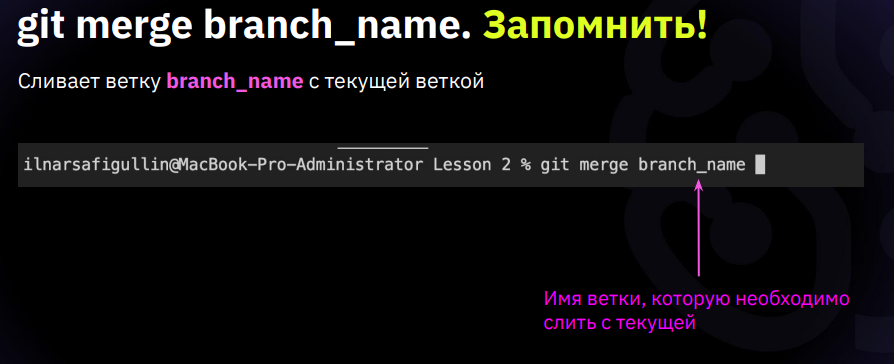 git merge branch_name. Запомнить!
Сливает ветку branch_name с текущей веткой
ilnarsafigullin@MacBook-Pro-Administrator Lesson 2 % git merge branch_name
Имя ветки, которую необходимо
слить с текущей